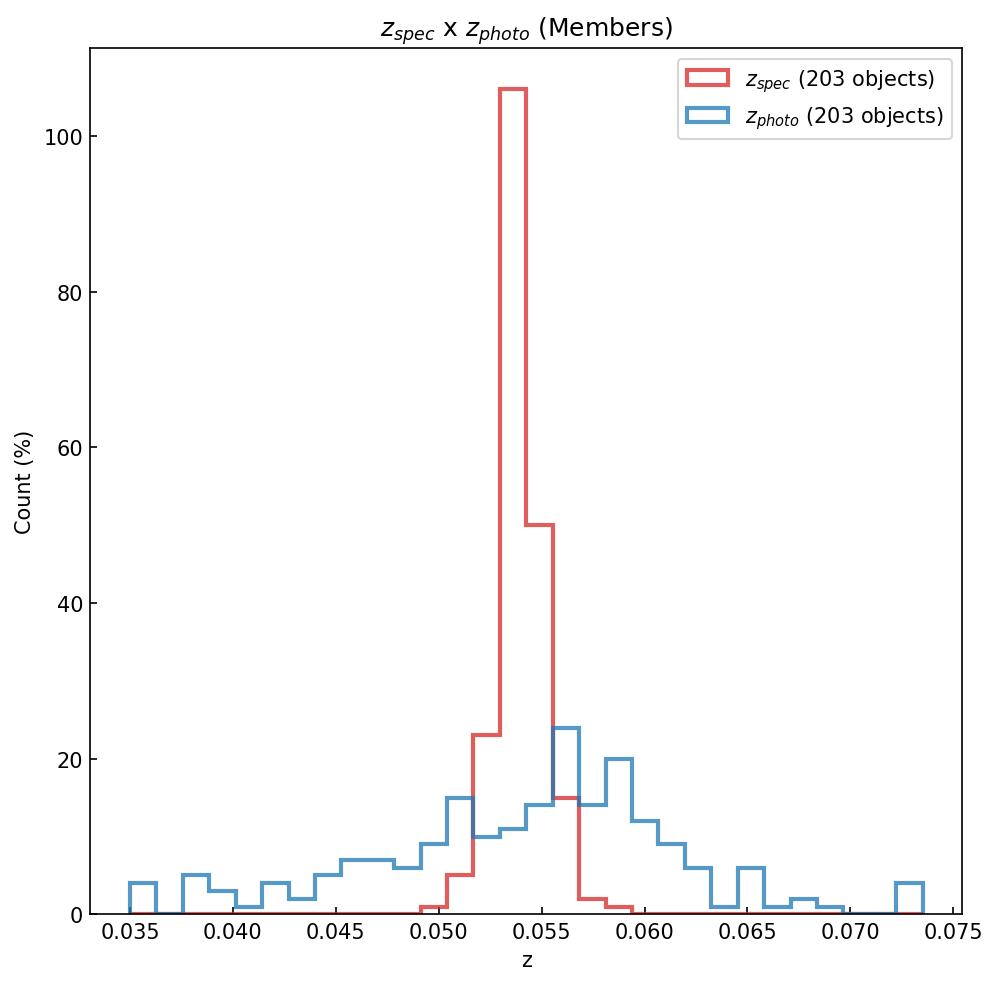 z_spec x z_photo (Members)
z_spec (203 objects)
z_photo (203 objects)
Count (%)
100
80
60
40
20
0
0.035 0.040 0.045 0.050 0.055 0.060 0.065 0.070 0.075
z